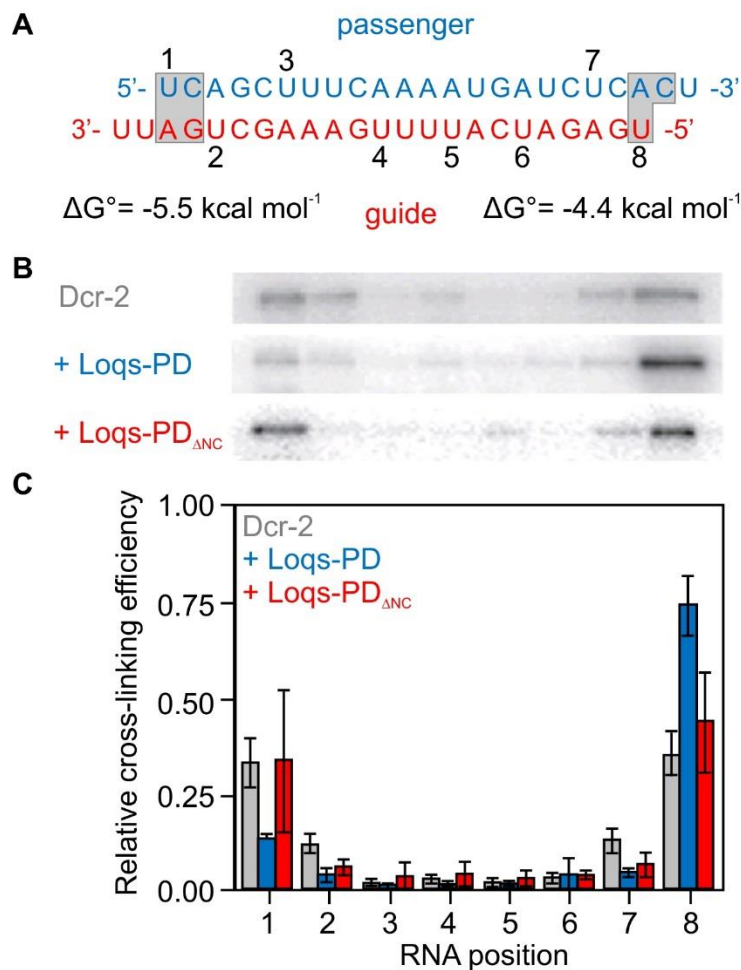 A
passenger
1 3 7
5'- UCAGCUUUCAAAAUGAUCUCACU -3'
3'- UUAGUCGAAAGUUUUACUAGAGU -5'
2 4 5 6 8
ΔG°= -5.5 kcal mol⁻¹ guide ΔG°= -4.4 kcal mol⁻¹
B
Dcr-2
+ Loqs-PD
+ Loqs-PDΔNC
C
Relative cross-linking efficiency
1.00
0.75
0.50
0.25
0.00
Dcr-2
+ Loqs-PD
+ Loqs-PDΔNC
1 2 3 4 5 6 7 8
RNA position